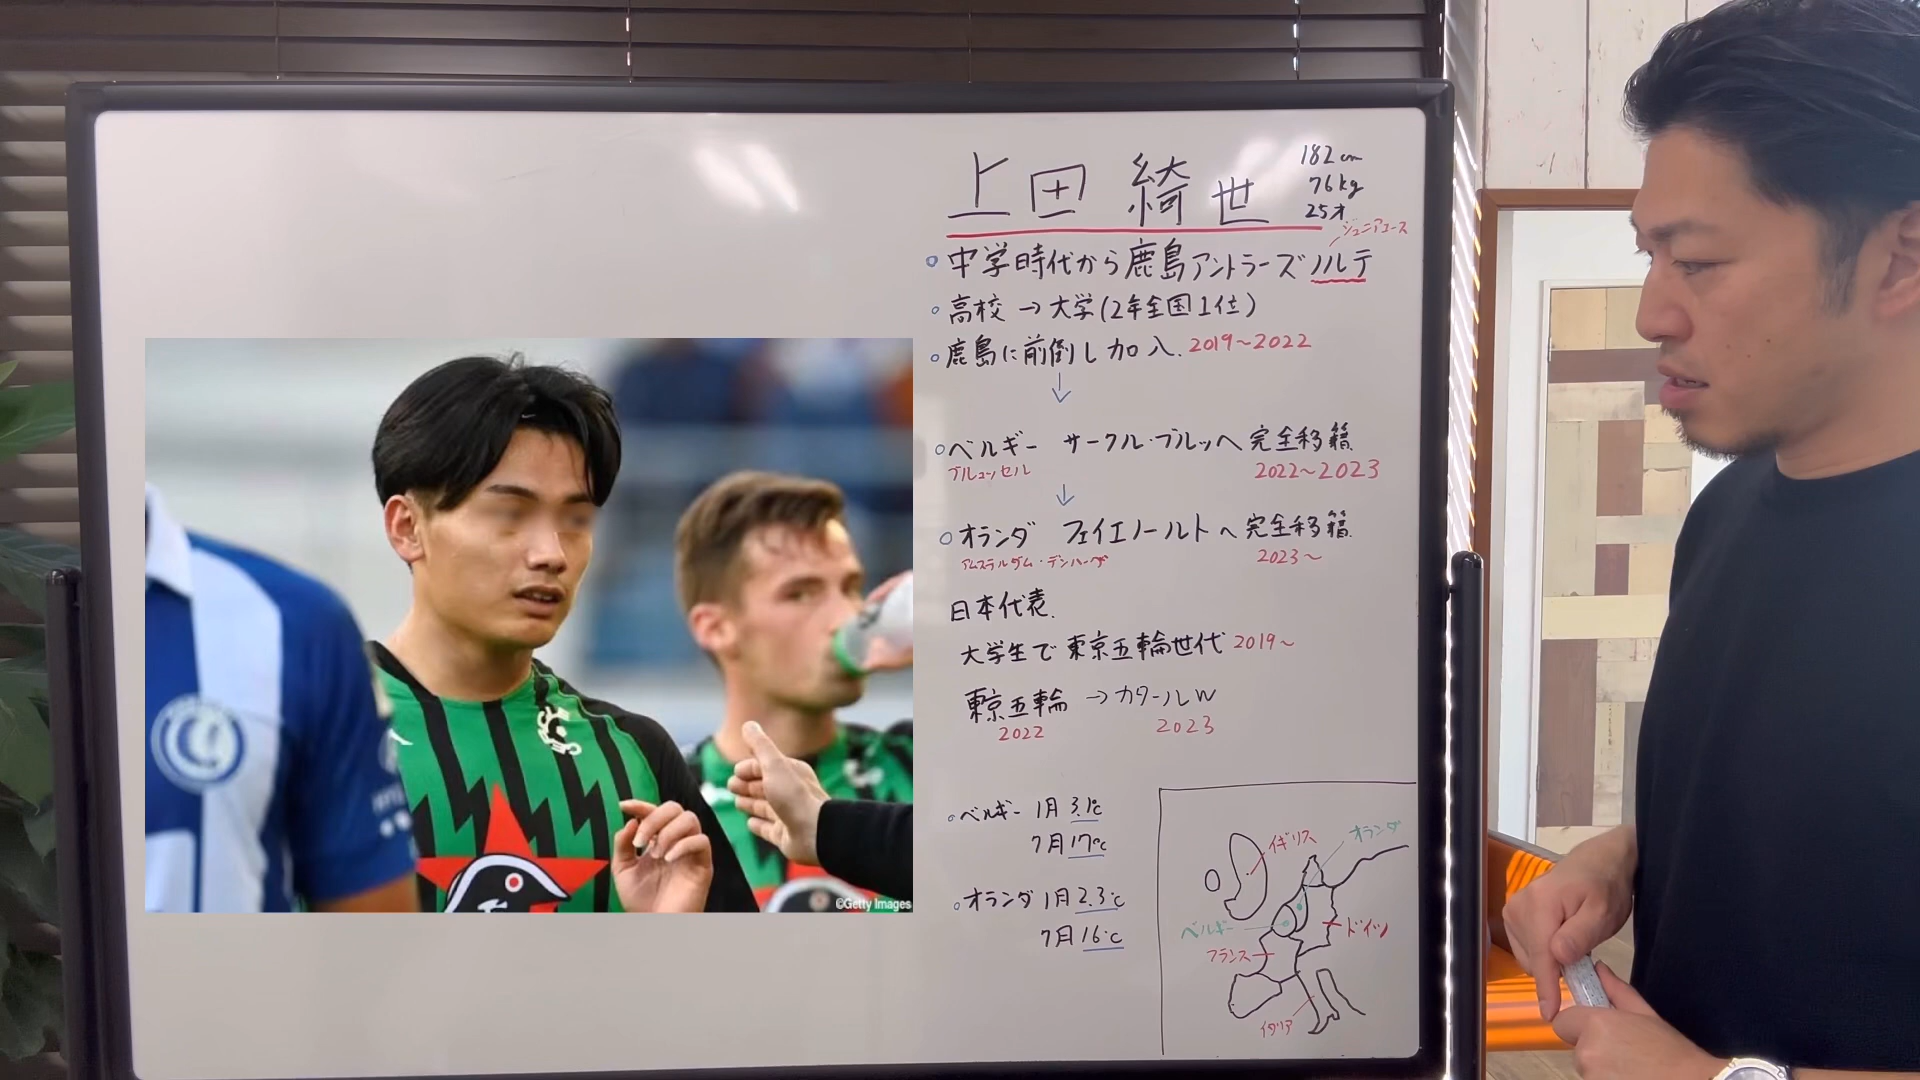 上田 綺世
182cm
76kg
25才
ジュニアユース
○中学時代から鹿島アントラーズノルテ
○高校→大学(2年全国1位)
○鹿島に前倒し加入. 2019~2022
↓
○ベルギー サークル・ブルッへ完全移籍
ブルュッセル 2022~2023
↓
○オランダ フェイエノールトへ完全移籍
アムステルダム・デンハーグ 2023~
日本代表.
大学生で東京五輪世代 2019~
東京五輪→カタールW
2022 2023
○ベルギー 1月 3.1℃
7月 17℃
○オランダ 1月 2.3℃
7月 16℃
イギリス
オランダ
ベルギー
ドイツ
フランス
イタリア
©Getty Images